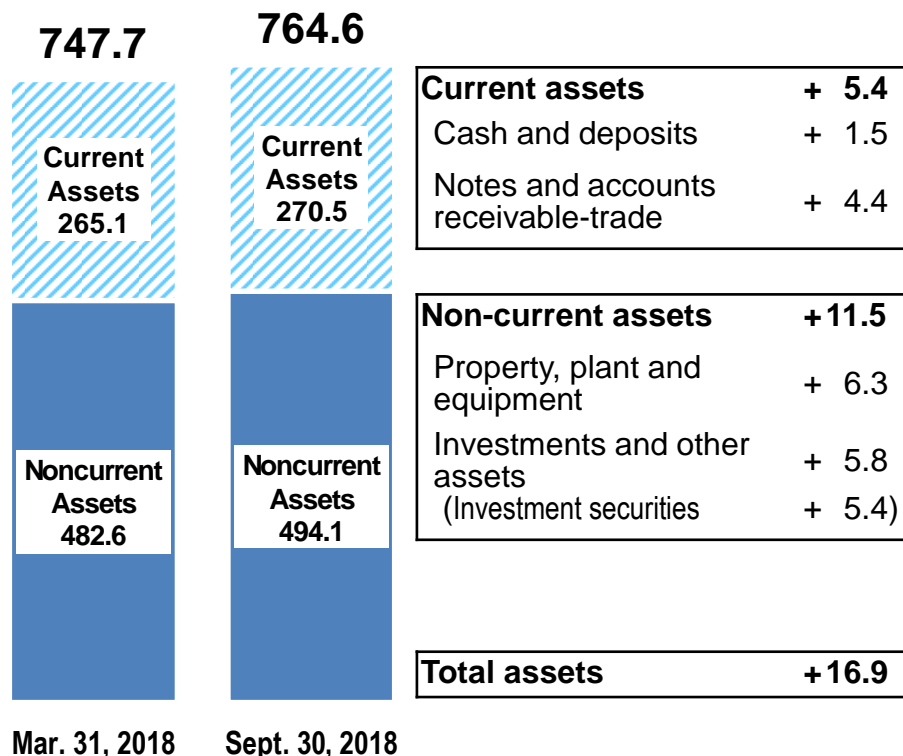 747.7
764.6
Current
Assets
265.1
Current
Assets
270.5
Noncurrent
Assets
482.6
Noncurrent
Assets
494.1
Mar. 31, 2018
Sept. 30, 2018
Current assets + 5.4
Cash and deposits + 1.5
Notes and accounts
receivable-trade + 4.4
Non-current assets +11.5
Property, plant and
equipment + 6.3
Investments and other
assets + 5.8
(Investment securities + 5.4)
Total assets +16.9